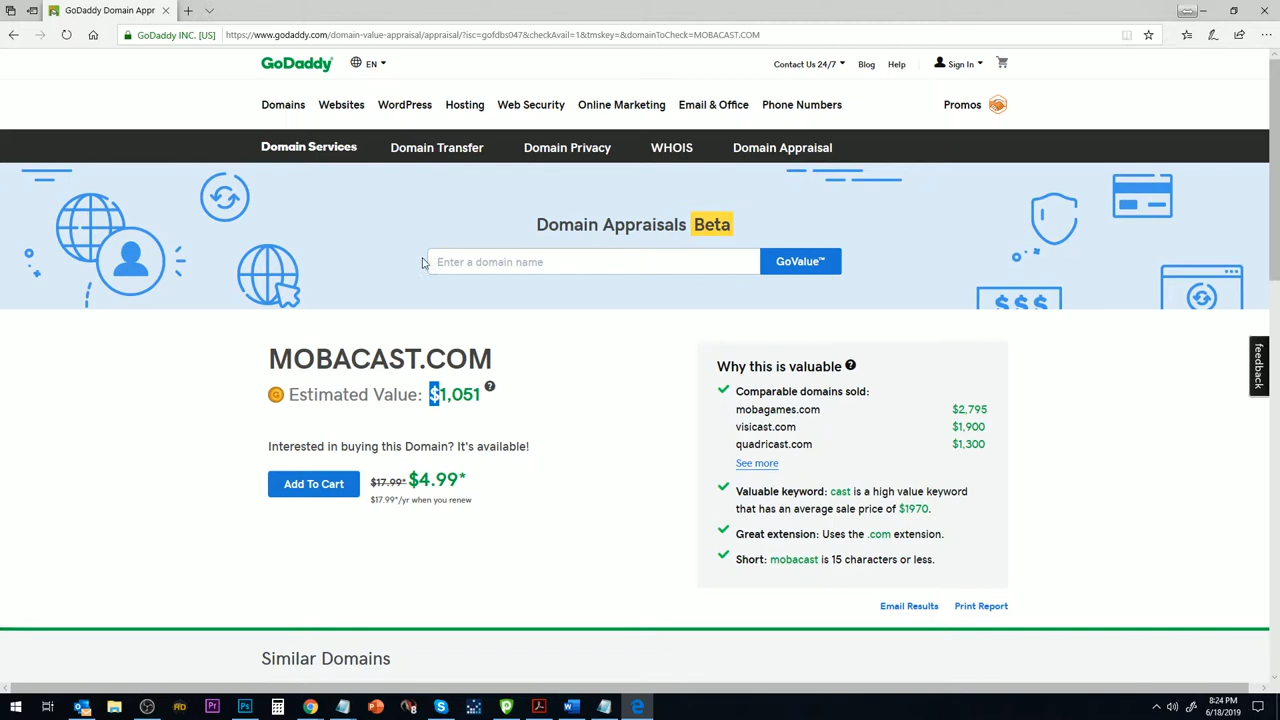 GoDaddy Domain Appr
GoDaddy INC. [US]
https://www.godaddy.com/domain-value-appraisal/appraisal/?isc=gofdbs047&checkAvail=1&tmskey=&domainToCheck=MOBACAST.COM
GoDaddy
EN
Contact Us 24/7
Blog
Help
Sign In
Domains
Websites
WordPress
Hosting
Web Security
Online Marketing
Email & Office
Phone Numbers
Promos
Domain Services
Domain Transfer
Domain Privacy
WHOIS
Domain Appraisal
Domain Appraisals Beta
Enter a domain name
GoValue™
$ $ $
feedback
MOBACAST.COM
Estimated Value: $1,051
Interested in buying this Domain? It's available!
Add To Cart
$17.99* $4.99*
$17.99*/yr when you renew
Why this is valuable
Comparable domains sold:
mobagames.com $2,795
visicast.com $1,900
quadricast.com $1,300
See more
Valuable keyword: cast is a high value keyword
that has an average sale price of $1970.
Great extension: Uses the .com extension.
Short: mobacast is 15 characters or less.
Email Results
Print Report
Similar Domains
8:24 PM
6/18/2019